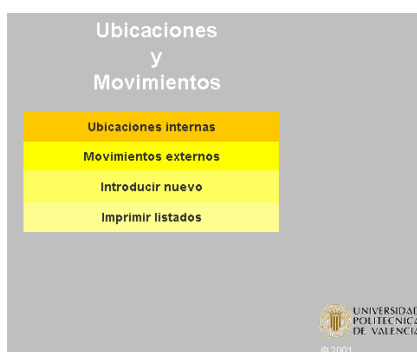 Ubicaciones
y
Movimientos
Ubicaciones internas
Movimientos externos
Introducir nuevo
Imprimir listados
UNIVERSIDAD
POLITECNICA
DE VALENCIA
© 2001